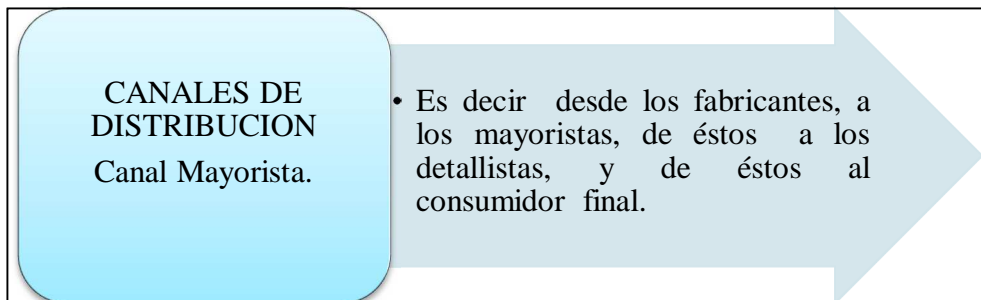 CANALES DE
DISTRIBUCION
Canal Mayorista.
• Es decir desde los fabricantes, a
los mayoristas, de éstos a los
detallistas, y de éstos al
consumidor final.